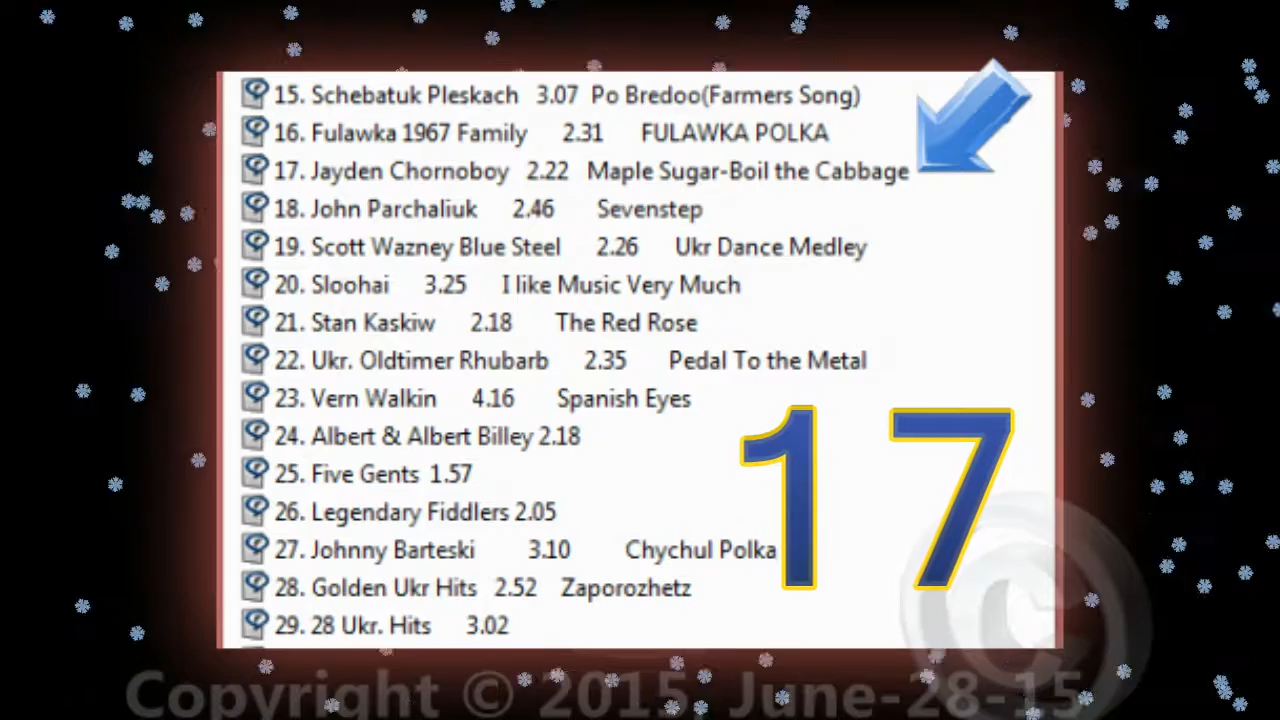 15. Schebatuk Pleskach 3.07 Po Bredoo(Farmers Song)
16. Fulawka 1967 Family 2.31 FULAWKA POLKA
17. Jayden Chornoboy 2.22 Maple Sugar-Boil the Cabbage
18. John Parchaliuk 2.46 Sevenstep
19. Scott Wazney Blue Steel 2.26 Ukr Dance Medley
20. Sloohai 3.25 I like Music Very Much
21. Stan Kaskiw 2.18 The Red Rose
22. Ukr. Oldtimer Rhubarb 2.35 Pedal To the Metal
23. Vern Walkin 4.16 Spanish Eyes
24. Albert & Albert Billey 2.18
25. Five Gents 1.57
26. Legendary Fiddlers 2.05
27. Johnny Barteski 3.10 Chychul Polka
28. Golden Ukr Hits 2.52 Zaporozhetz
29. 28 Ukr. Hits 3.02
17
©
Copyright © 2015, June-28-15